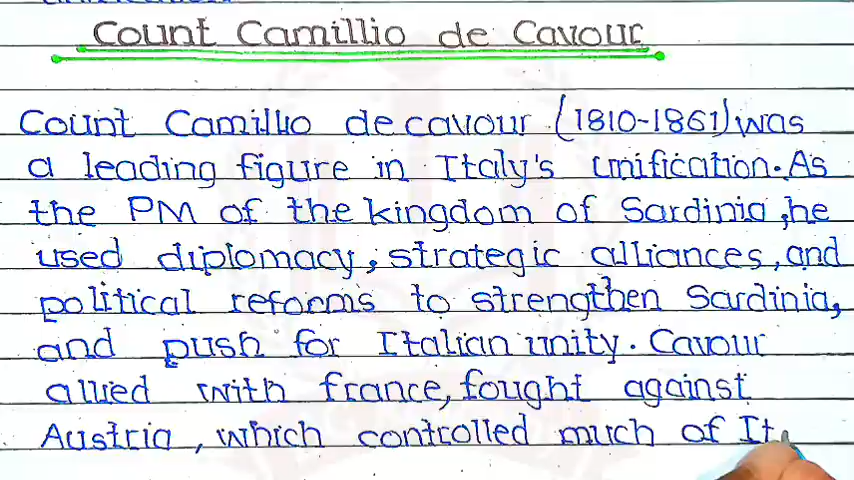 Count Camillio de Cavour
Count Camillio de cavour (1810-1861) was
a leading figure in Italy's unification. As
the PM of the kingdom of Sardinia, he
used diplomacy, strategic alliances, and
political reforms to strengthen Sardinia,
and push for Italian unity. Cavour
allied with france, fought against
Austria, which controlled much of It